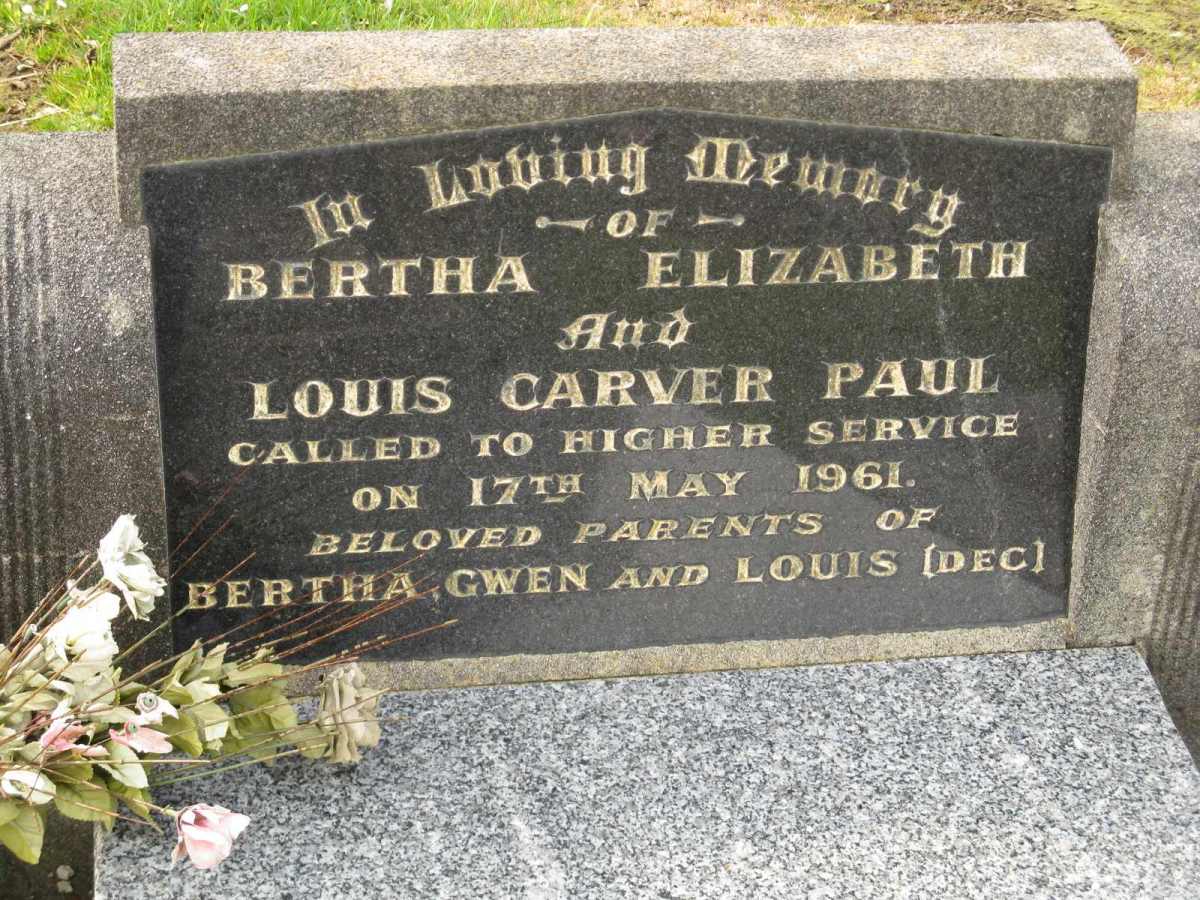 In Loving Memory
OF
BERTHA ELIZABETH
And
LOUIS CARVER PAUL
CALLED TO HIGHER SERVICE
ON 17TH MAY 1961.
BELOVED PARENTS OF
BERTHA, GWEN AND LOUIS [DEC]